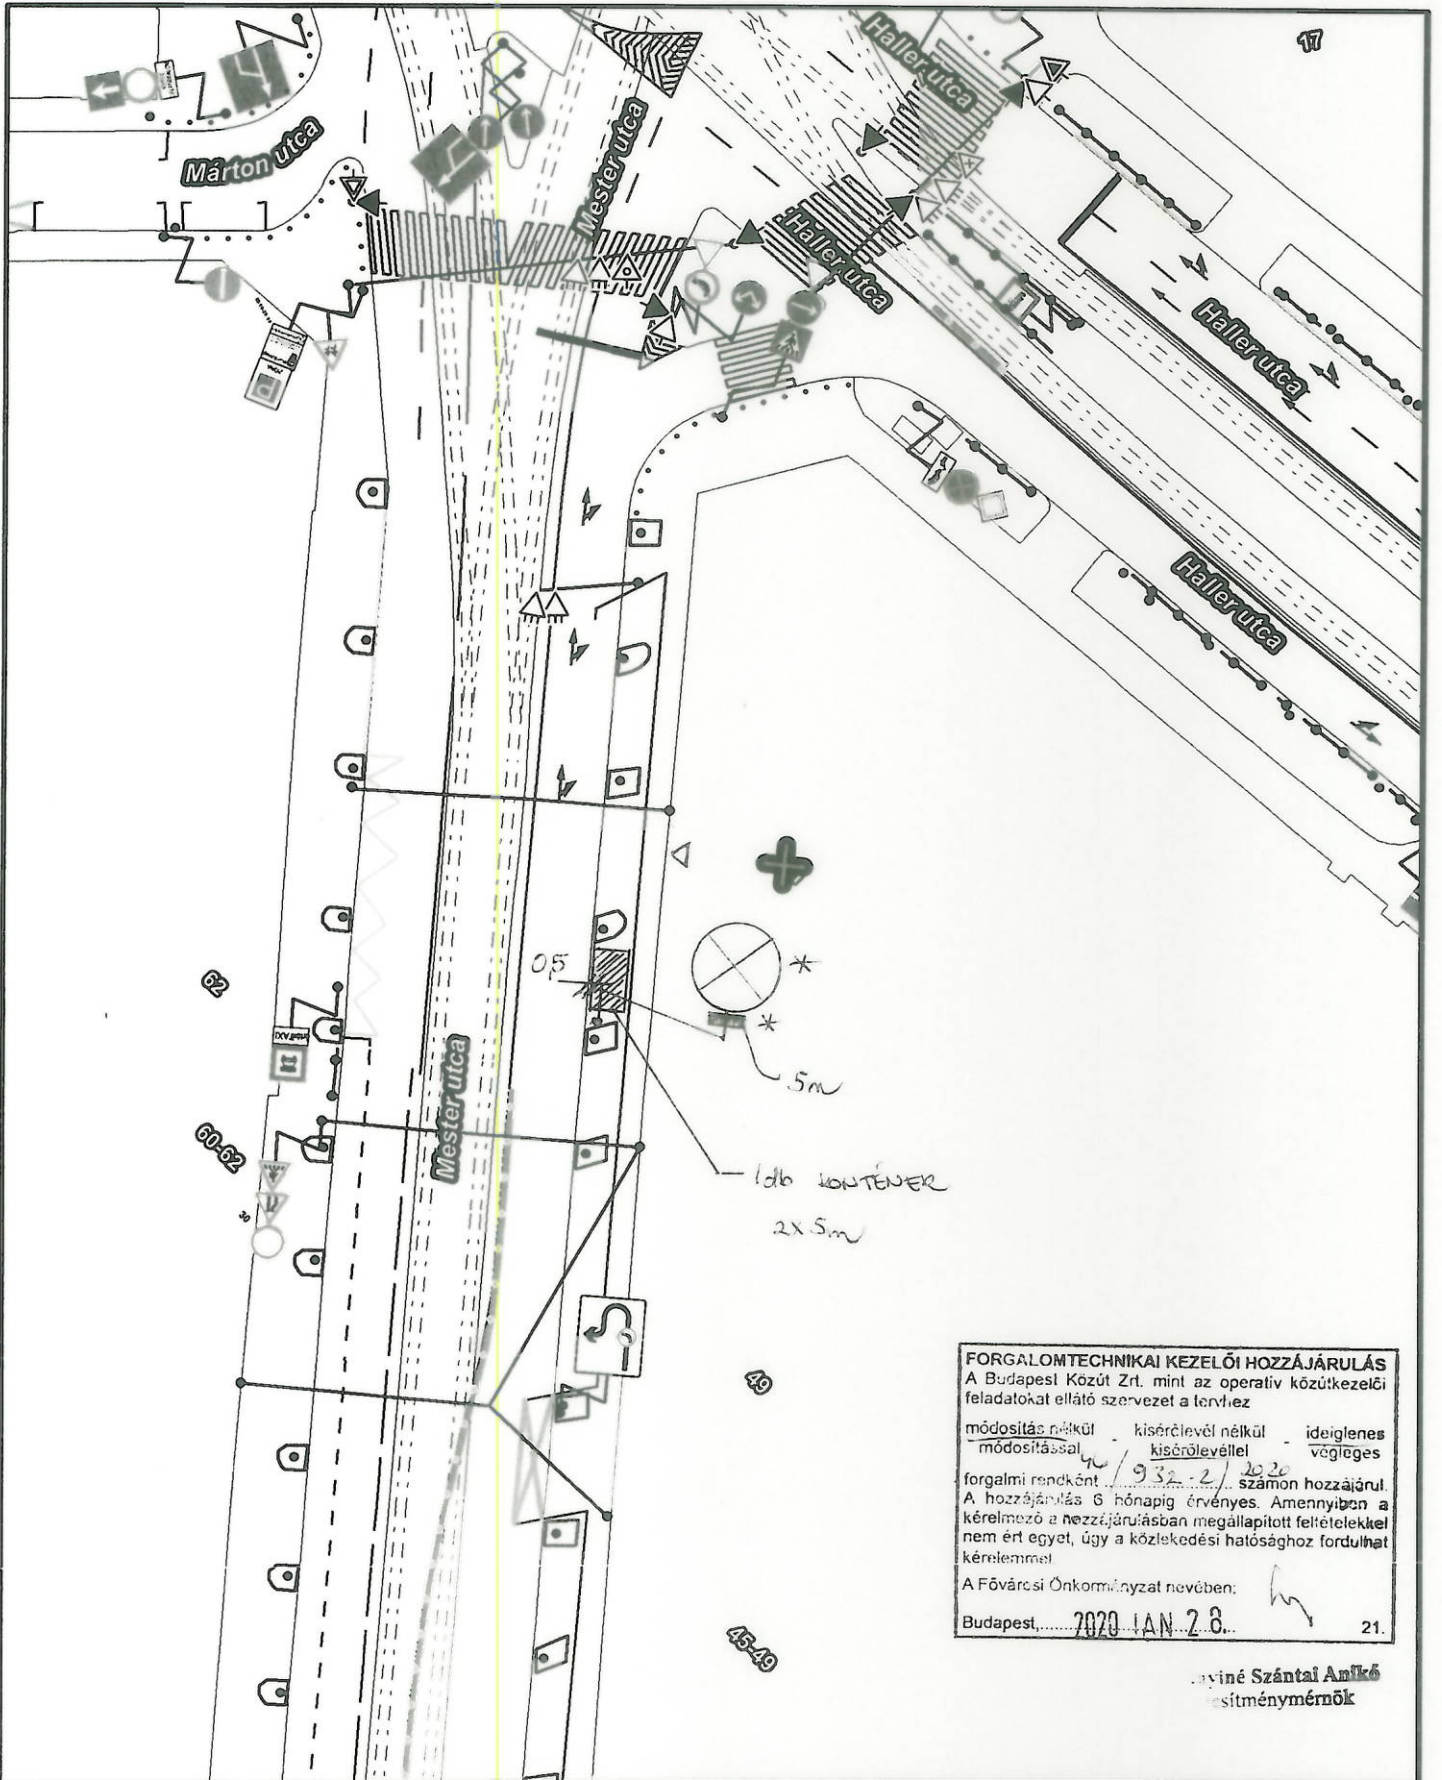 17
Haller utca
Márton utca
Mester utca
Haller utca
Haller utca
Haller utca
62
0,5
5m
Mester utca
60-62
1db KONTÉNER
2x5m
30
49
45-49
FORGALOMTECHNIKAI KEZELŐI HOZZÁJÁRULÁS
A Budapest Közút Zrt. mint az operatív közútkezelői
feladatokat ellátó szervezet a tervhez
módosítás nélkül - kísérőlevél nélkül - ideiglenes
módosítással kísérőlevéllel végleges
forgalmi rendként / 932-2/ 2020 számon hozzájárul.
A hozzájárulás 6 hónapig érvényes. Amennyiben a
kérelmező a hozzájárulásban megállapított feltételekkel
nem ért egyet, úgy a közlekedési hatósághoz fordulhat
kérelemmel
A Fővárosi Önkormányzat nevében:
Budapest,..... 2020 JAN 28. 21.
Szántai Anikó